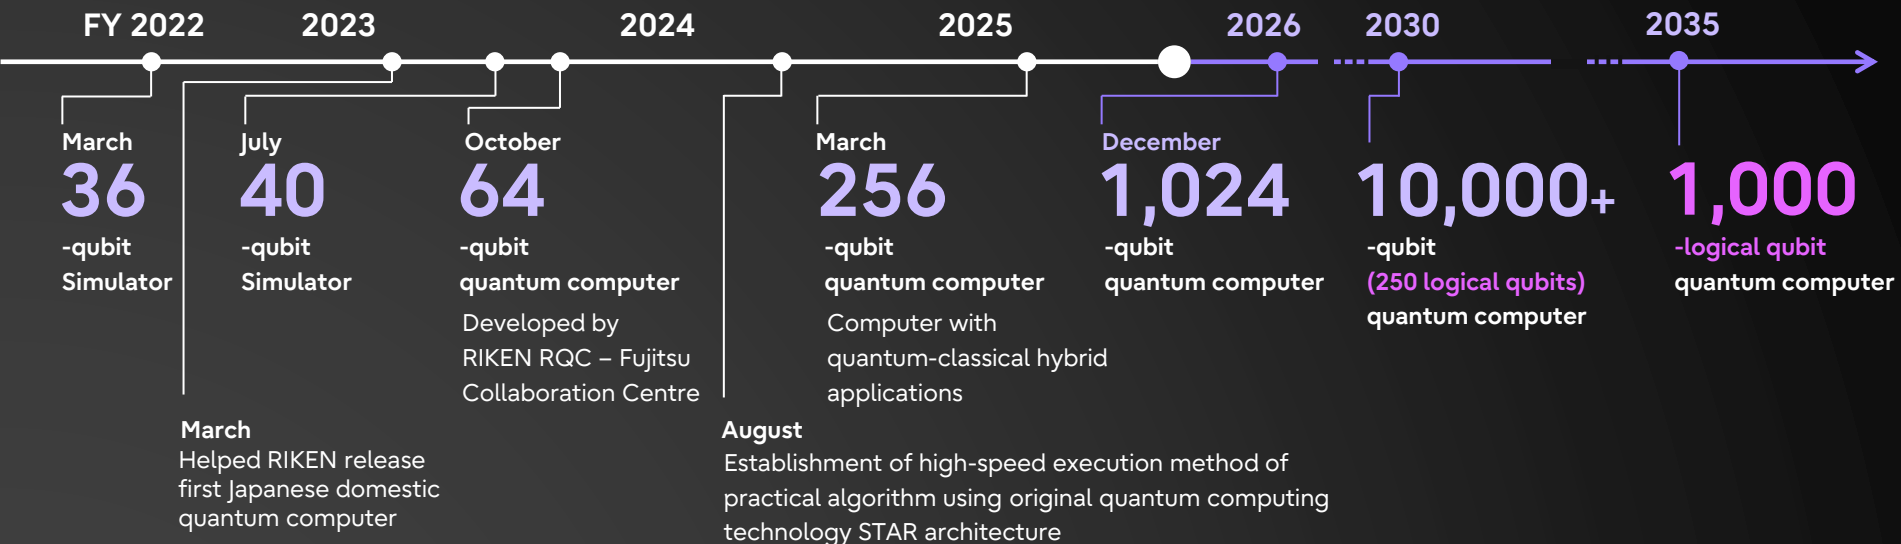 FY 2022
2023
2024
2025
2026
2030
2035
March
36
-qubit
Simulator
March
Helped RIKEN release
first Japanese domestic
quantum computer
July
40
-qubit
Simulator
October
64
-qubit
quantum computer
Developed by
RIKEN RQC – Fujitsu
Collaboration Centre
August
Establishment of high-speed execution method of
practical algorithm using original quantum computing
technology STAR architecture
March
256
-qubit
quantum computer
Computer with
quantum-classical hybrid
applications
December
1,024
-qubit
quantum computer
10,000+
-qubit
(250 logical qubits)
quantum computer
1,000
-logical qubit
quantum computer